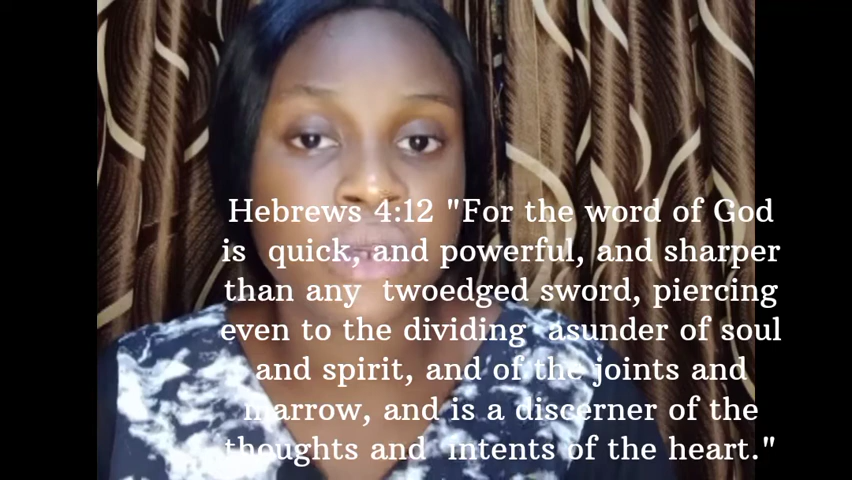 Hebrews 4:12 "For the word of God
is quick, and powerful, and sharper
than any twoedged sword, piercing
even to the dividing asunder of soul
and spirit, and of the joints and
marrow, and is a discerner of the
thoughts and intents of the heart."